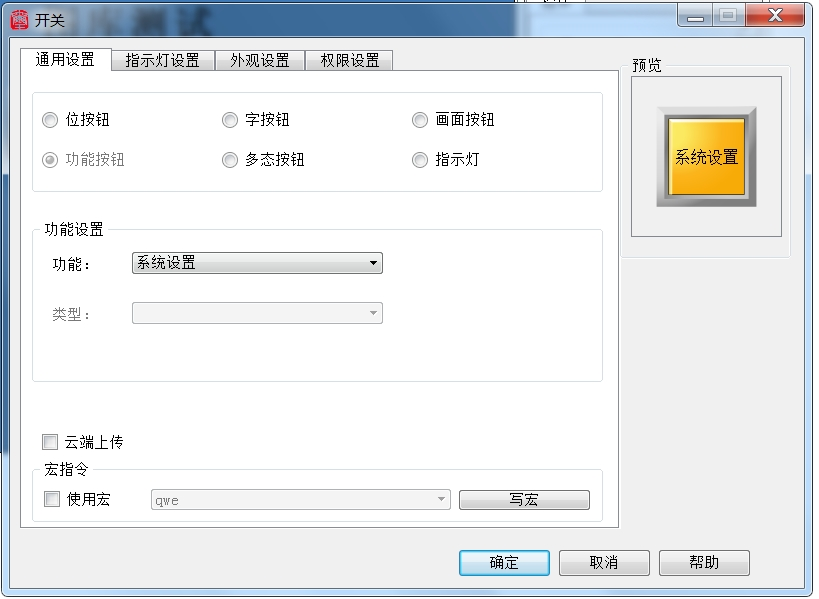 开关
通用设置 指示灯设置 外观设置 权限设置
预览
位按钮 字按钮 画面按钮
功能按钮 多态按钮 指示灯
系统设置
功能设置
功能： 系统设置
类型：
云端上传
宏指令
使用宏 qwe 写宏
确定 取消 帮助